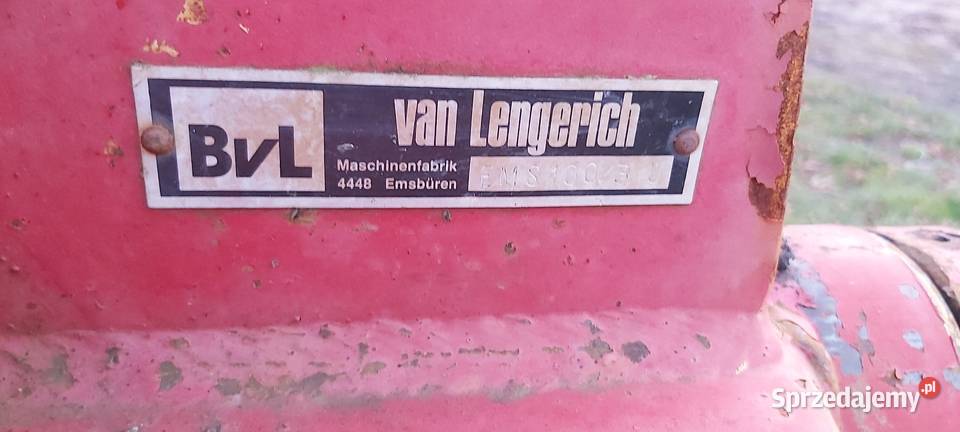 BvL
van Lengerich
Maschinenfabrik
4448 Emsbüren
Sprzedajemy.pl